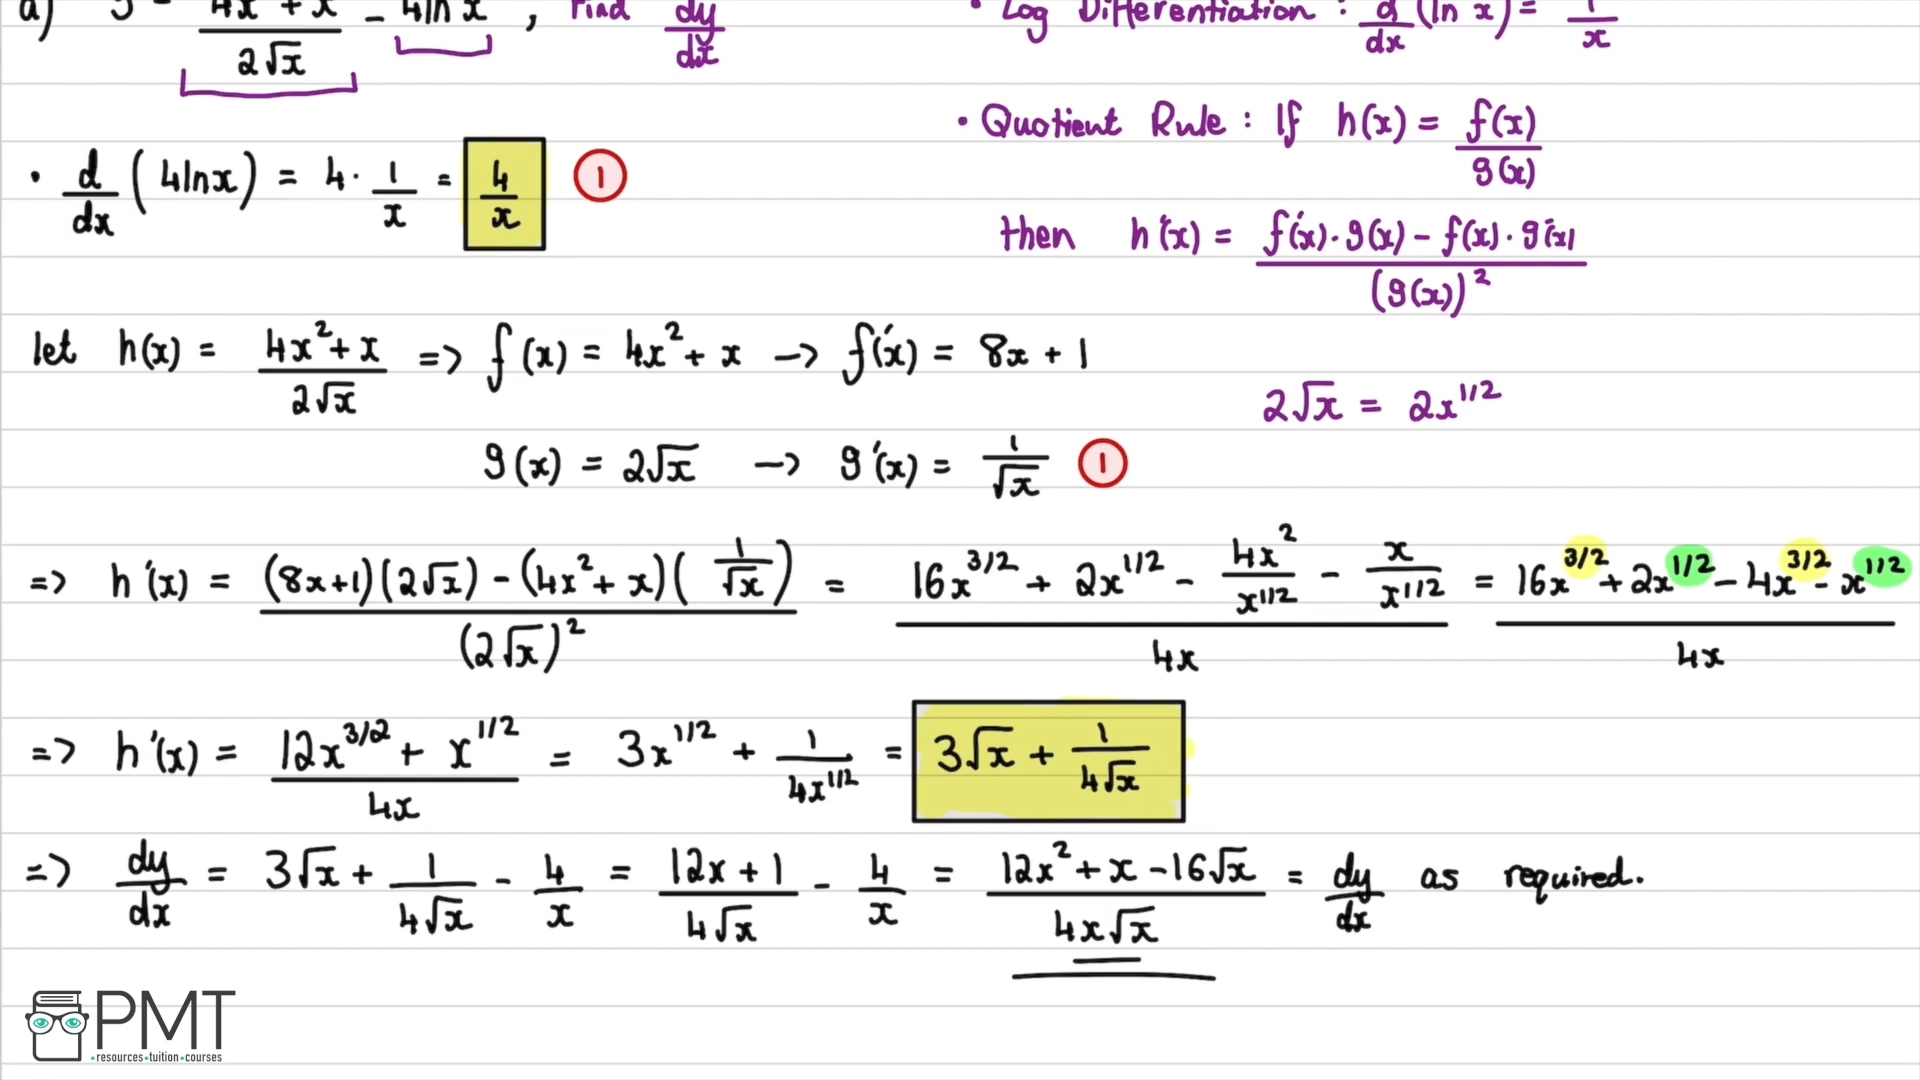 a) y = 4x² + x / 2√x - 4ln x , Find dy/dx
• Log Differentiation : d/dx (ln x) = 1/x
• Quotient Rule : If h(x) = f(x)/g(x)
• d/dx (4lnx) = 4 · 1/x = 4/x ①
then h'(x) = f'(x)·g(x) - f(x)·g'(x) / (g(x))²
let h(x) = 4x² + x / 2√x => f(x) = 4x² + x → f'(x) = 8x + 1
2√x = 2x^1/2
g(x) = 2√x → g'(x) = 1/√x ①
=> h'(x) = (8x+1)(2√x) - (4x² + x)(1/√x) / (2√x)² = 16x^3/2 + 2x^1/2 - 4x²/x^1/2 - x/x^1/2 / 4x = 16x^3/2 + 2x^1/2 - 4x^3/2 - x^1/2 / 4x
=> h'(x) = 12x^3/2 + x^1/2 / 4x = 3x^1/2 + 1/4x^1/2 = 3√x + 1/4√x
=> dy/dx = 3√x + 1/4√x - 4/x = 12x + 1 / 4√x - 4/x = 12x² + x - 16√x / 4x√x = dy/dx as required.
PMT
•resources•tuition•courses